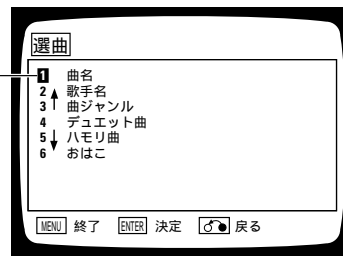 選曲
1 曲名
2 歌手名
3 曲ジャンル
4 デュエット曲
5 ハモリ曲
6 おはこ
MENU 終了 ENTER 決定 戻る